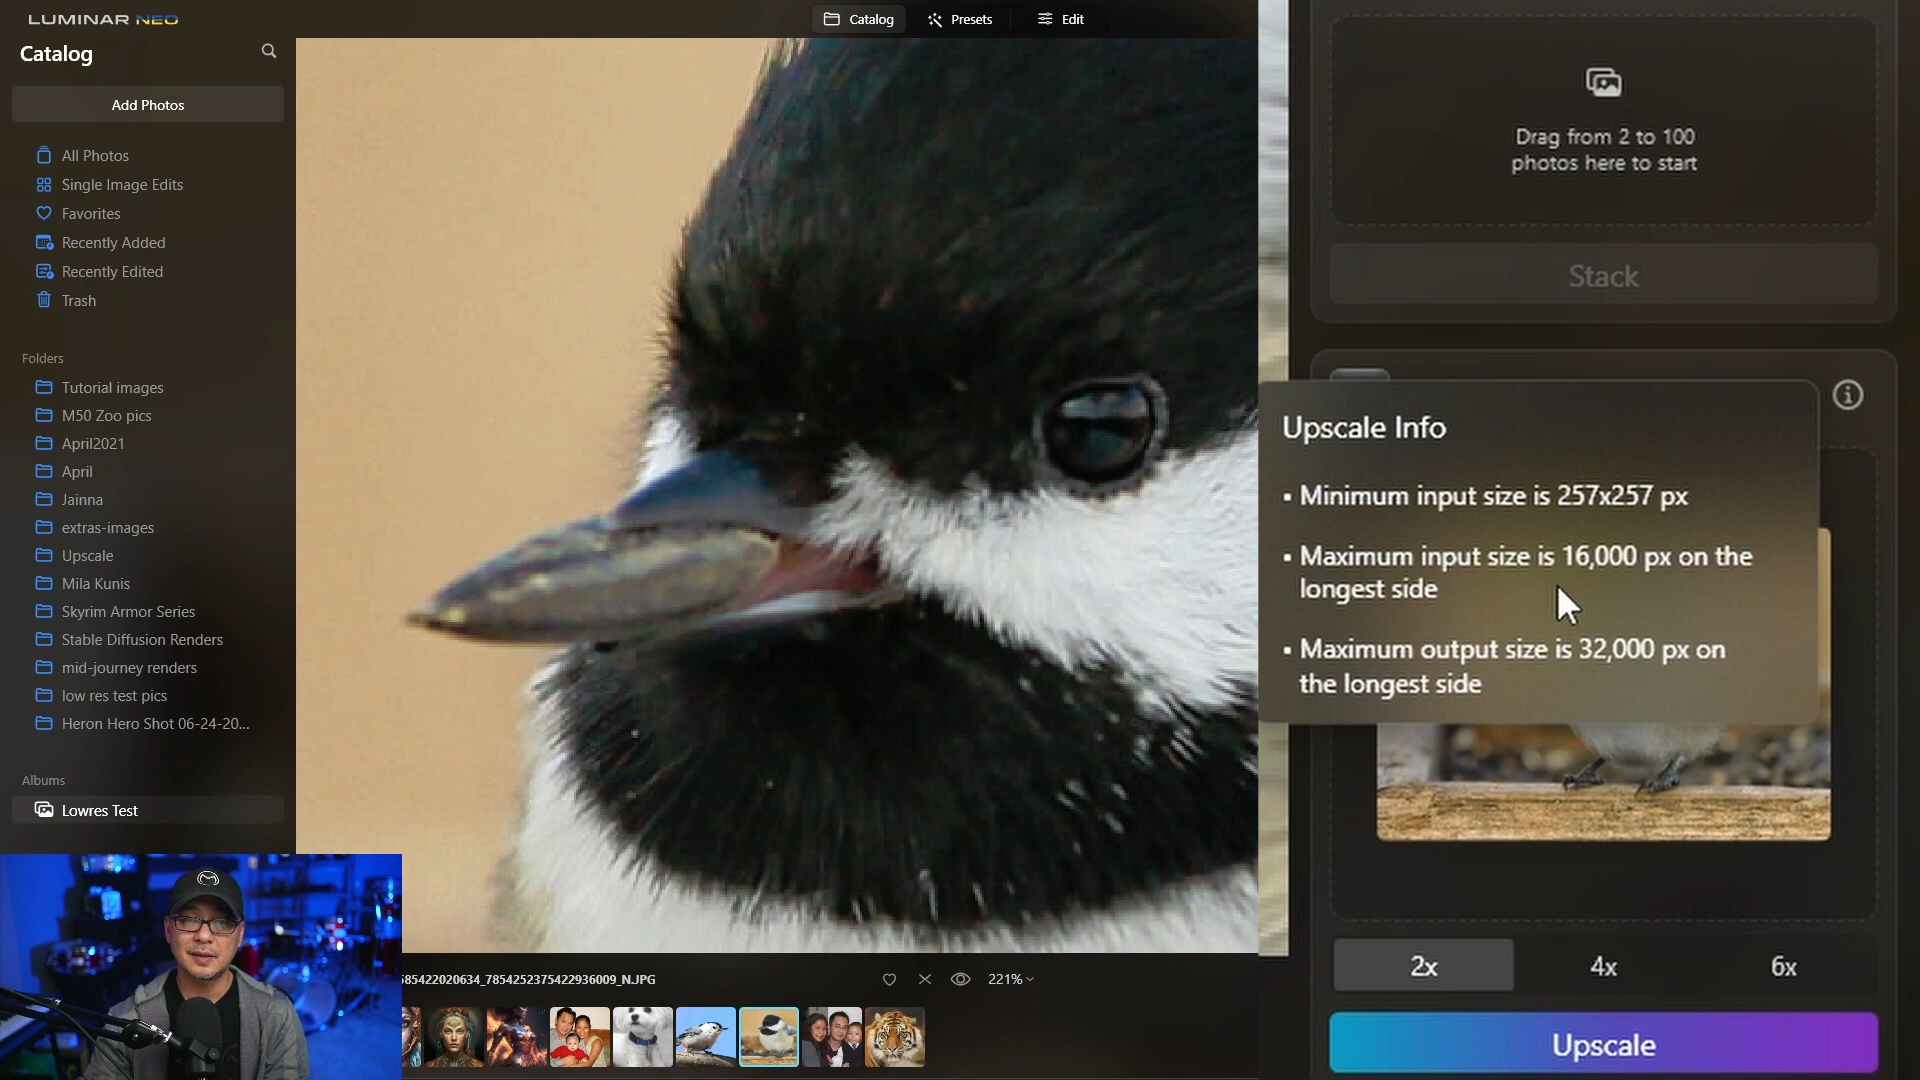 LUMINAR NEO
Catalog
Presets
Edit
Catalog
Add Photos
All Photos
Single Image Edits
Favorites
Recently Added
Recently Edited
Trash
Folders
Tutorial images
M50 Zoo pics
April2021
April
Jainna
extras-images
Upscale
Mila Kunis
Skyrim Armor Series
Stable Diffusion Renders
mid-journey renders
low res test pics
Heron Hero Shot 06-24-20...
Albums
Lowres Test
Drag from 2 to 100
photos here to start
Stack
Upscale Info
▪ Minimum input size is 257x257 px
▪ Maximum input size is 16,000 px on the
longest side
▪ Maximum output size is 32,000 px on
the longest side
2x
4x
6x
Upscale
585422020634_7854252375422936009_N.JPG
221%